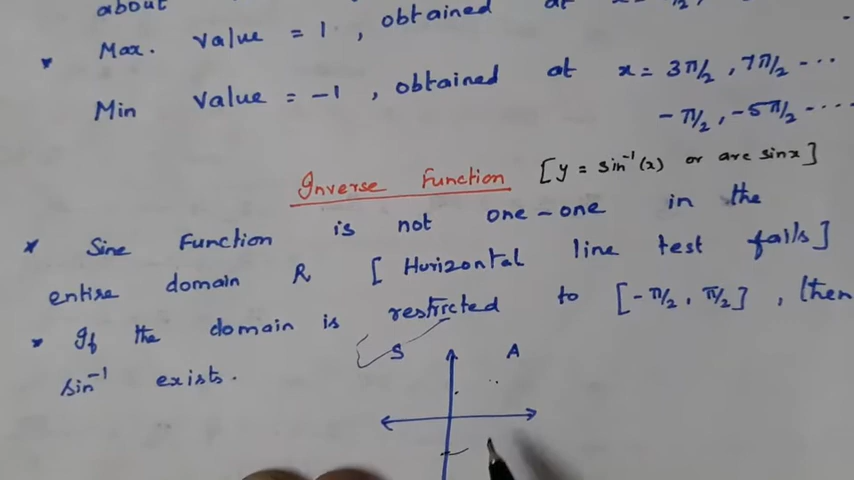 about
* Max. value = 1, obtained at
Min value = -1, obtained at x = 3π/2, 7π/2 ...
-π/2, -5π/2 ....
Inverse Function [y = sin⁻¹(x) or arc sinx]
* Sine Function is not one-one in the
entire domain R [Horizontal line test fails]
* If the domain is restricted to [-π/2, π/2], then
sin⁻¹ exists.
S A